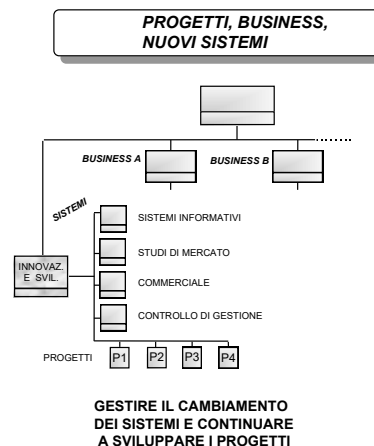 PROGETTI, BUSINESS,
NUOVI SISTEMI
BUSINESS A
BUSINESS B
SISTEMI
SISTEMI INFORMATIVI
STUDI DI MERCATO
INNOVAZ.
E SVIL.
COMMERCIALE
CONTROLLO DI GESTIONE
PROGETTI P1 P2 P3 P4
GESTIRE IL CAMBIAMENTO
DEI SISTEMI E CONTINUARE
A SVILUPPARE I PROGETTI